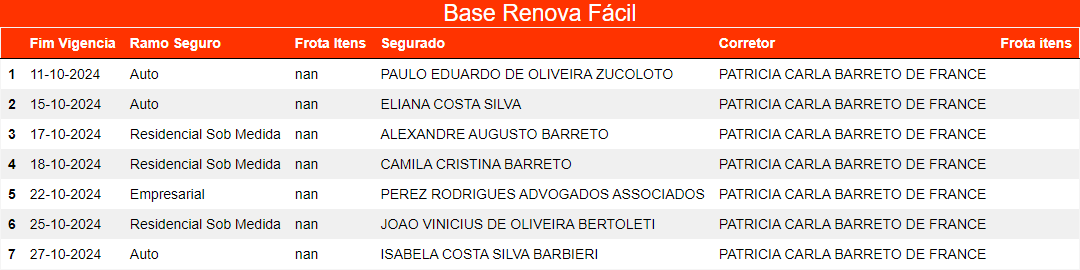 Base Renova Fácil
Fim Vigencia Ramo Seguro Frota Itens Segurado Corretor Frota itens
1 11-10-2024 Auto nan PAULO EDUARDO DE OLIVEIRA ZUCOLOTO PATRICIA CARLA BARRETO DE FRANCE
2 15-10-2024 Auto nan ELIANA COSTA SILVA PATRICIA CARLA BARRETO DE FRANCE
3 17-10-2024 Residencial Sob Medida nan ALEXANDRE AUGUSTO BARRETO PATRICIA CARLA BARRETO DE FRANCE
4 18-10-2024 Residencial Sob Medida nan CAMILA CRISTINA BARRETO PATRICIA CARLA BARRETO DE FRANCE
5 22-10-2024 Empresarial nan PEREZ RODRIGUES ADVOGADOS ASSOCIADOS PATRICIA CARLA BARRETO DE FRANCE
6 25-10-2024 Residencial Sob Medida nan JOAO VINICIUS DE OLIVEIRA BERTOLETI PATRICIA CARLA BARRETO DE FRANCE
7 27-10-2024 Auto nan ISABELA COSTA SILVA BARBIERI PATRICIA CARLA BARRETO DE FRANCE